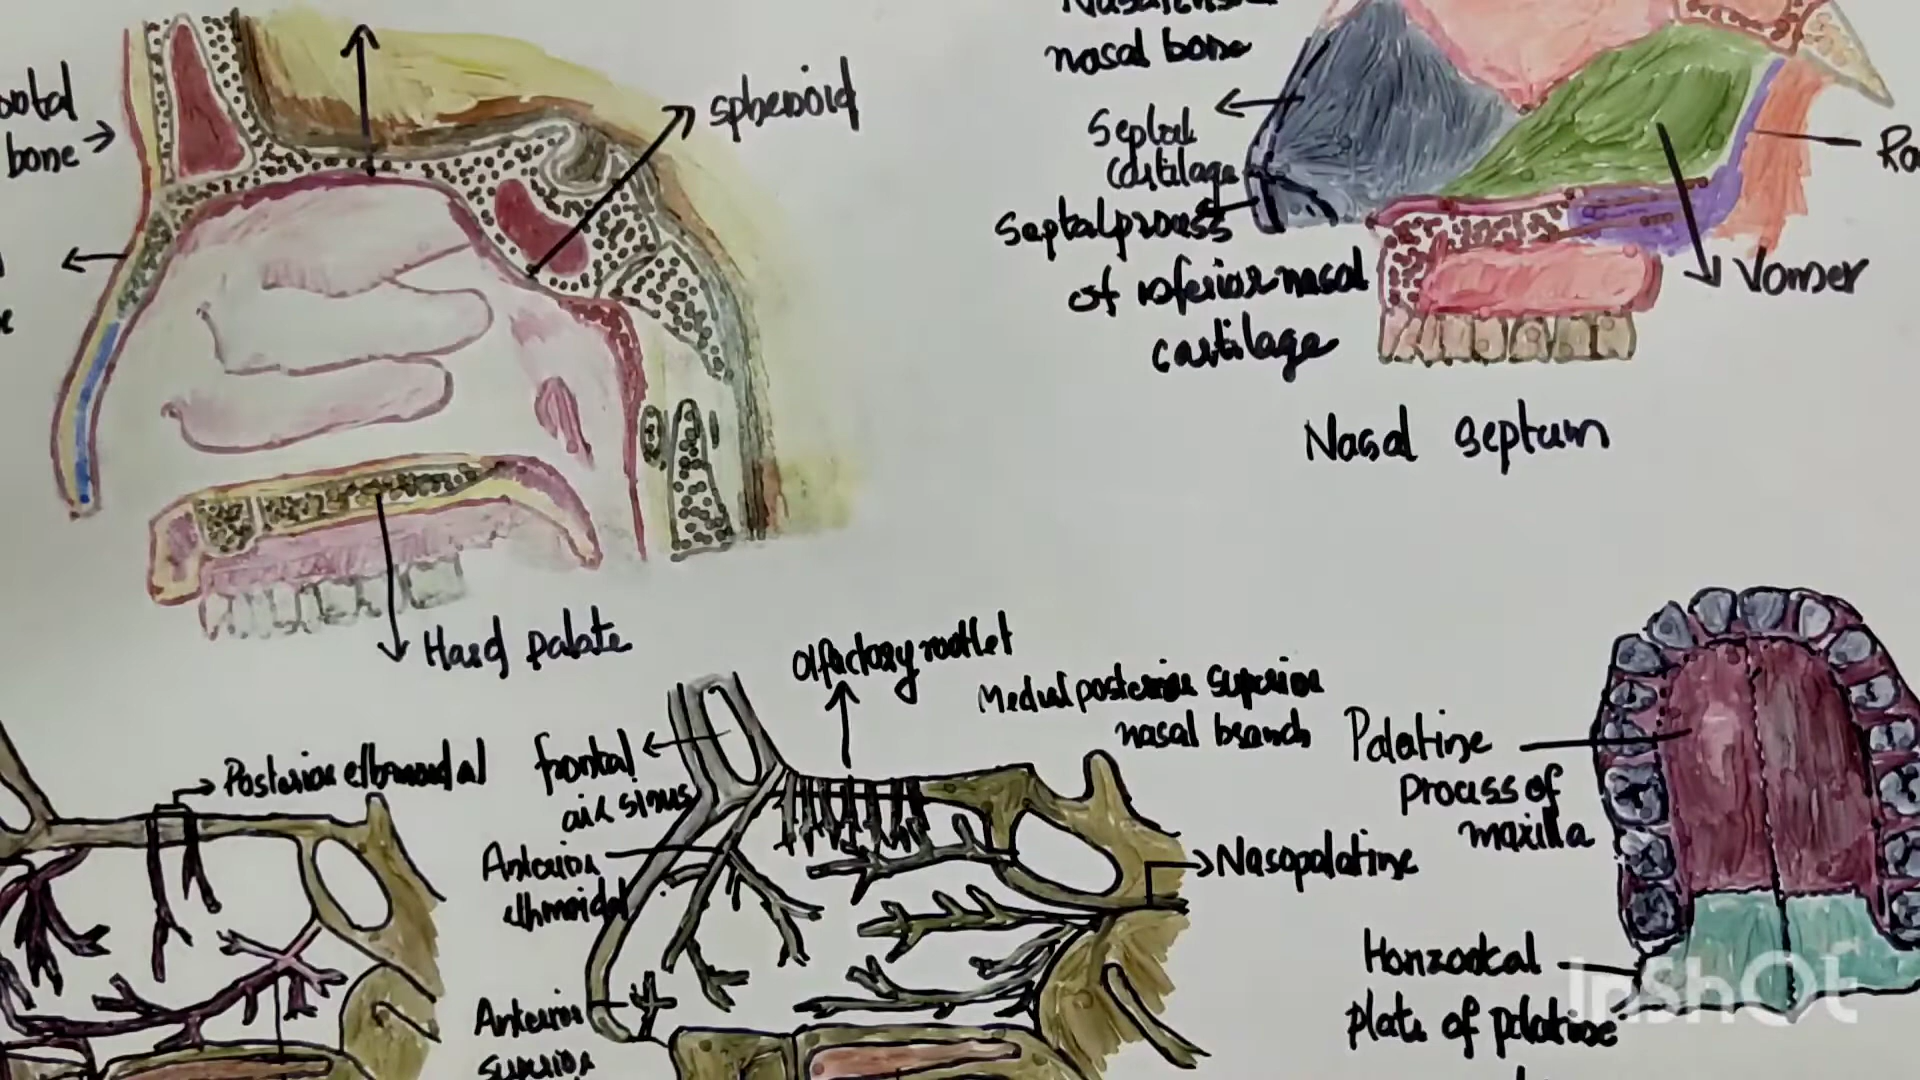 bone
sphenoid
Hard palate
nasal bone
Septal
cartilage
Septal process
of inferior nasal
cartilage
Vomer
Nasal septum
Posterior ethmoidal
frontal
air sinus
Olfactory rootlet
Medial posterior superior
nasal branch
Anterior
ethmoidal
Nasopalatine
Anterior
superior
Palatine
process of
maxilla
Horizontal
plate of palatine
InShOt